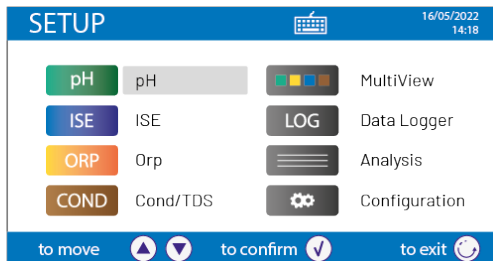 SETUP
16/05/2022
14:18
pH pH
ISE ISE
ORP Orp
COND Cond/TDS
MultiView
LOG Data Logger
Analysis
Configuration
to move to confirm to exit